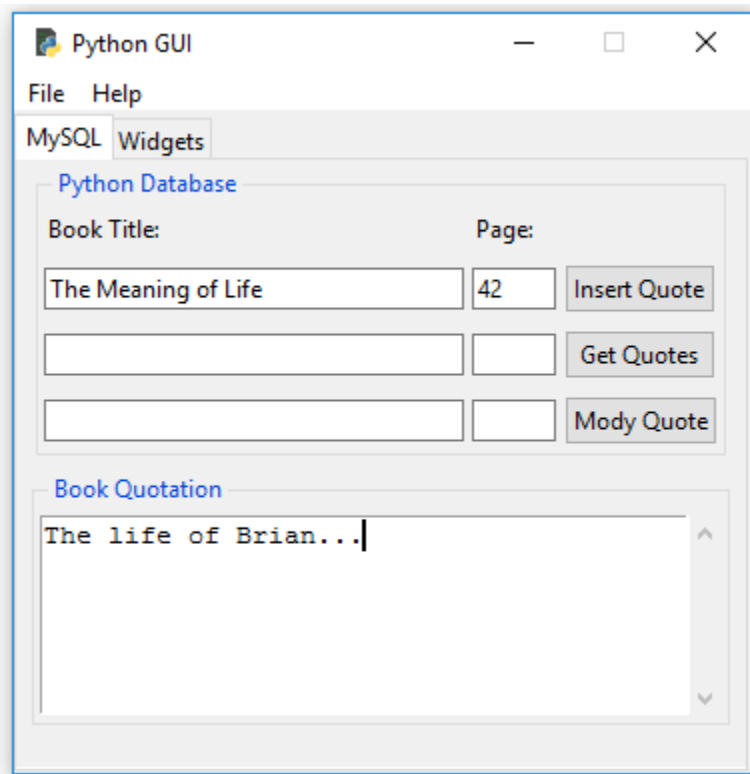 Python GUI
File Help
MySQL Widgets
Python Database
Book Title: Page:
The Meaning of Life 42 Insert Quote
Get Quotes
Mody Quote
Book Quotation
The life of Brian...